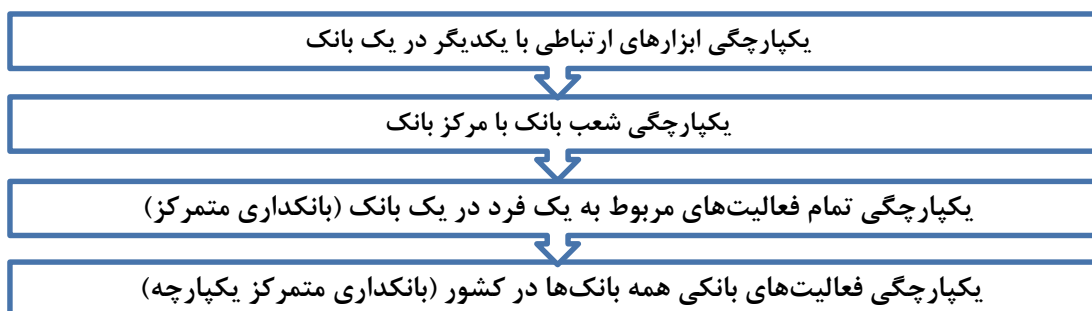 یکپارچگی ابزارهای ارتباطی با یکدیگر در یک بانک
یکپارچگی شعب بانک با مرکز بانک
یکپارچگی تمام فعالیت‌های مربوط به یک فرد در یک بانک (بانکداری متمرکز)
یکپارچگی فعالیت‌های بانکی همه بانک‌ها در کشور (بانکداری متمرکز یکپارچه)